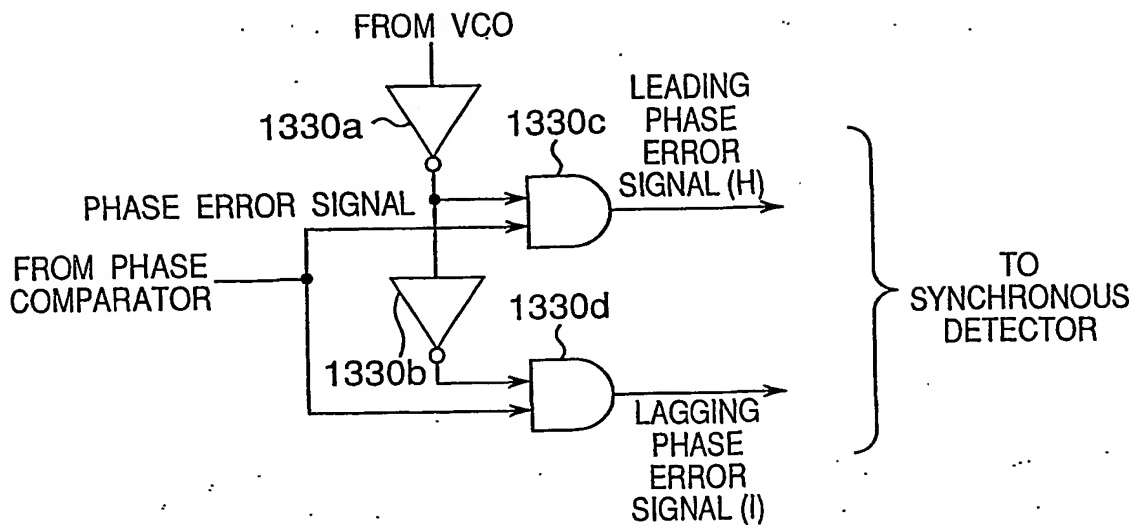 FROM VCO
1330a
1330c
LEADING
PHASE
ERROR
SIGNAL (H)
PHASE ERROR SIGNAL
FROM PHASE
COMPARATOR
1330b
1330d
LAGGING
PHASE
ERROR
SIGNAL (I)
TO
SYNCHRONOUS
DETECTOR